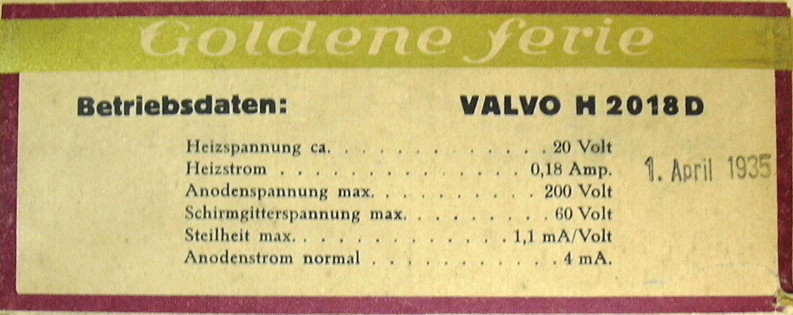 Goldene Serie
Betriebsdaten: VALVO H 2018 D
Heizspannung ca. . . . . . . . . . . . . 20 Volt
Heizstrom . . . . . . . . . . . . . . . 0,18 Amp.
Anodenspannung max. . . . . . . . . . 200 Volt
Schirmgitterspannung max. . . . . . . . 60 Volt
Steilheit max. . . . . . . . . . . . . 1,1 mA/Volt
Anodenstrom normal . . . . . . . . . . 4 mA.
1. April 1935